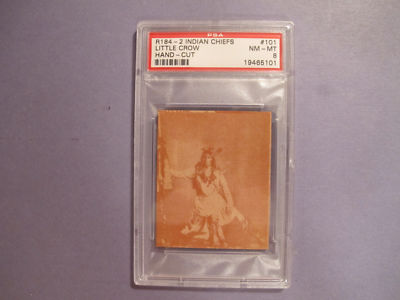 PSA
R184-2 INDIAN CHIEFS #101
LITTLE CROW NM-MT
HAND-CUT 8
19465101